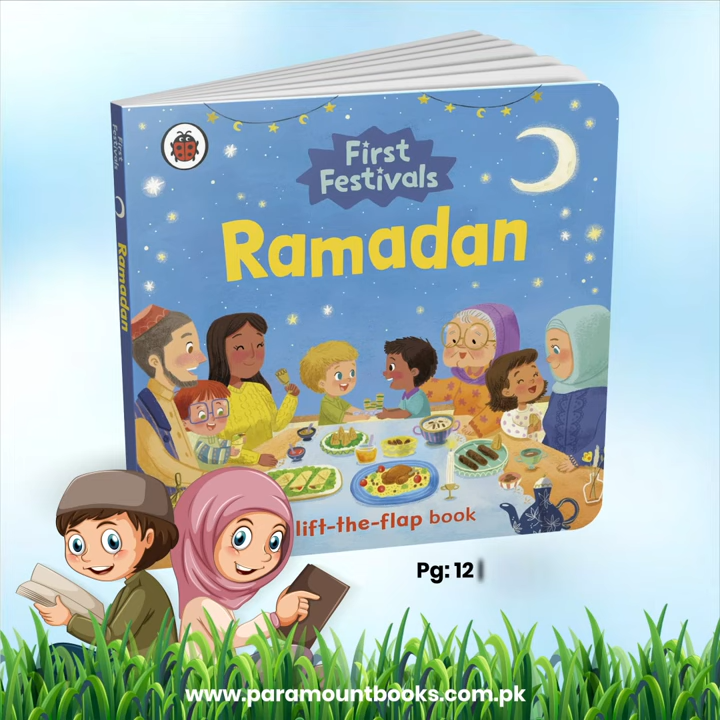 First
Festivals
Ramadan
First
Festivals
Ramadan
lift-the-flap book
Pg: 12
www.paramountbooks.com.pk